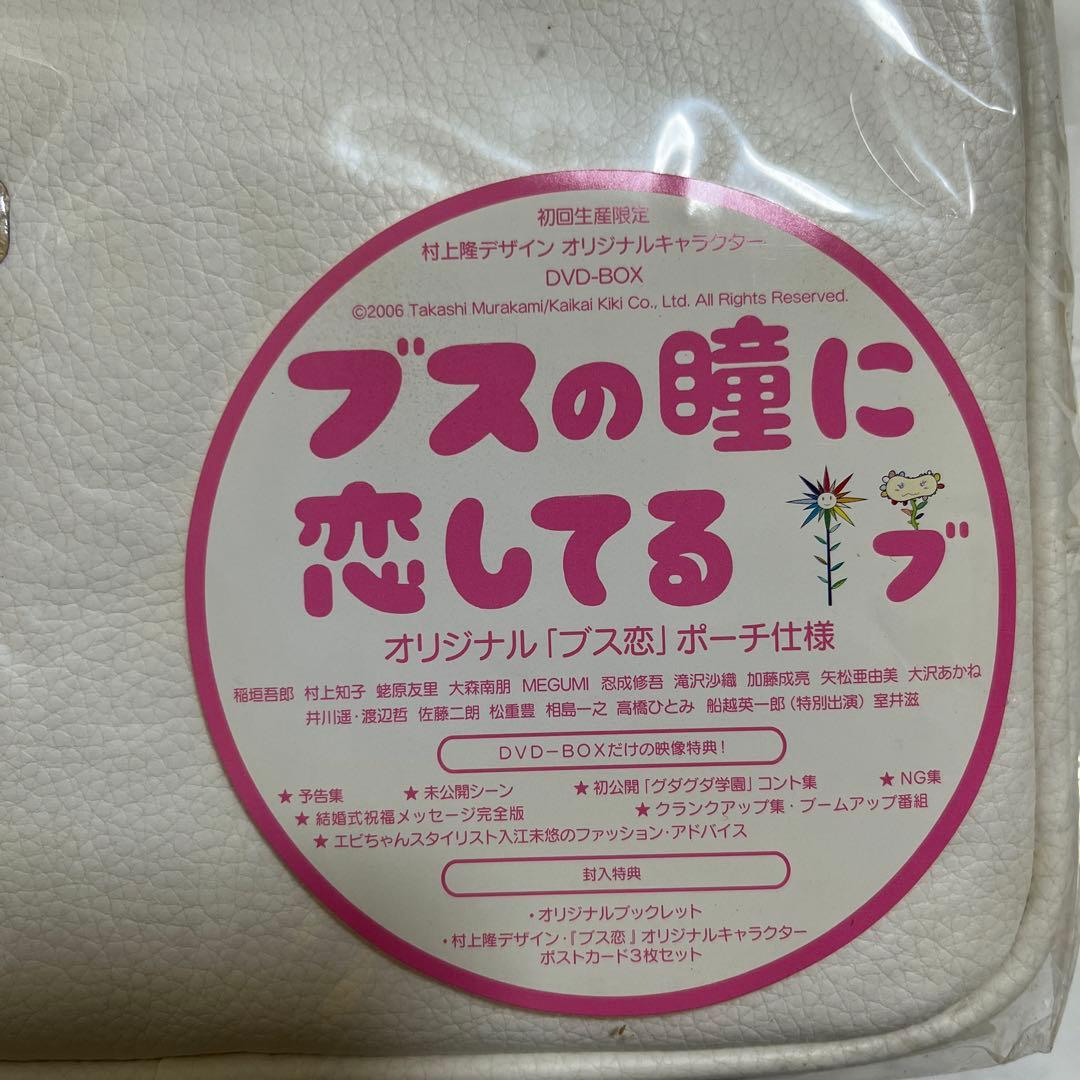 初回生産限定
村上隆デザイン オリジナルキャラクター
DVD-BOX
©2006 Takashi Murakami/Kaikai Kiki Co., Ltd. All Rights Reserved.
ブスの瞳に
恋してる
ブ
オリジナル「ブス恋」ポーチ仕様
稲垣吾郎 村上知子 蛯原友里 大森南朋 MEGUMI 忍成修吾 滝沢沙織 加藤成亮 矢松亜由美 大沢あかね
井川遥・渡辺哲 佐藤二朗 松重豊 相島一之 高橋ひとみ 船越英一郎(特別出演) 室井滋
DVD-BOXだけの映像特典!
★ 予告集 ★ 未公開シーン ★ 初公開「グダグダ学園」コント集 ★ NG集
★ 結婚式祝福メッセージ完全版 ★ クランクアップ集・ブームアップ番組
★ エビちゃんスタイリスト入江未悠のファッション・アドバイス
封入特典
・オリジナルブックレット
・村上隆デザイン・『ブス恋』オリジナルキャラクター
ポストカード3枚セット